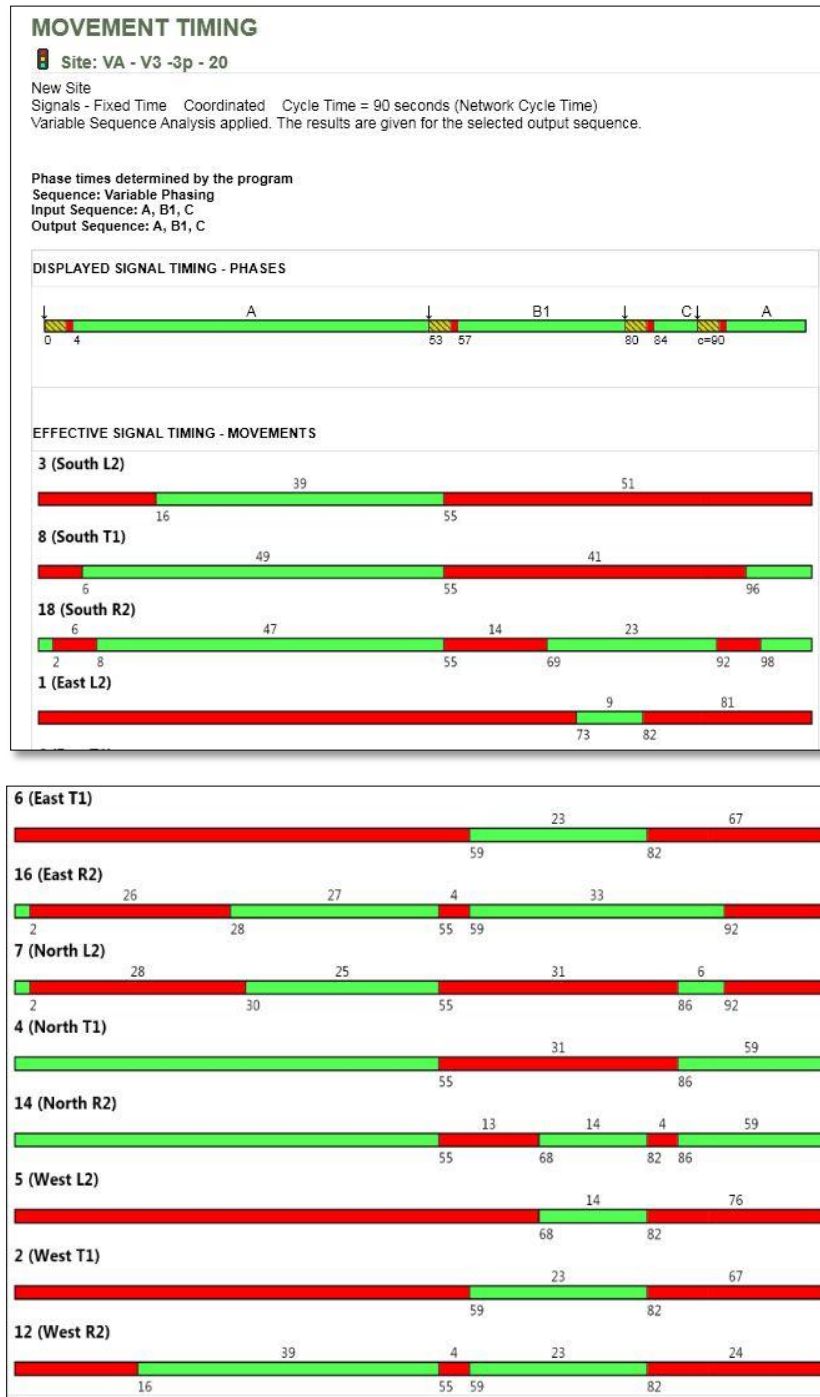 MOVEMENT TIMING
Site: VA - V3 -3p - 20
New Site
Signals - Fixed Time Coordinated Cycle Time = 90 seconds (Network Cycle Time)
Variable Sequence Analysis applied. The results are given for the selected output sequence.
Phase times determined by the program
Sequence: Variable Phasing
Input Sequence: A, B1, C
Output Sequence: A, B1, C
DISPLAYED SIGNAL TIMING - PHASES
A B1 C A
0 4 53 57 80 84 c=90
EFFECTIVE SIGNAL TIMING - MOVEMENTS
3 (South L2)
39 51
16 55
8 (South T1)
49 41
6 55 96
18 (South R2)
6 47 14 23
2 8 55 69 92 98
1 (East L2)
9 81
73 82
6 (East T1)
23 67
59 82
16 (East R2)
26 27 4 33
2 28 55 59 92
7 (North L2)
28 25 31 6
2 30 55 86 92
4 (North T1)
31 59
55 86
14 (North R2)
13 14 4 59
55 68 82 86
5 (West L2)
14 76
68 82
2 (West T1)
23 67
59 82
12 (West R2)
39 4 23 24
16 55 59 82